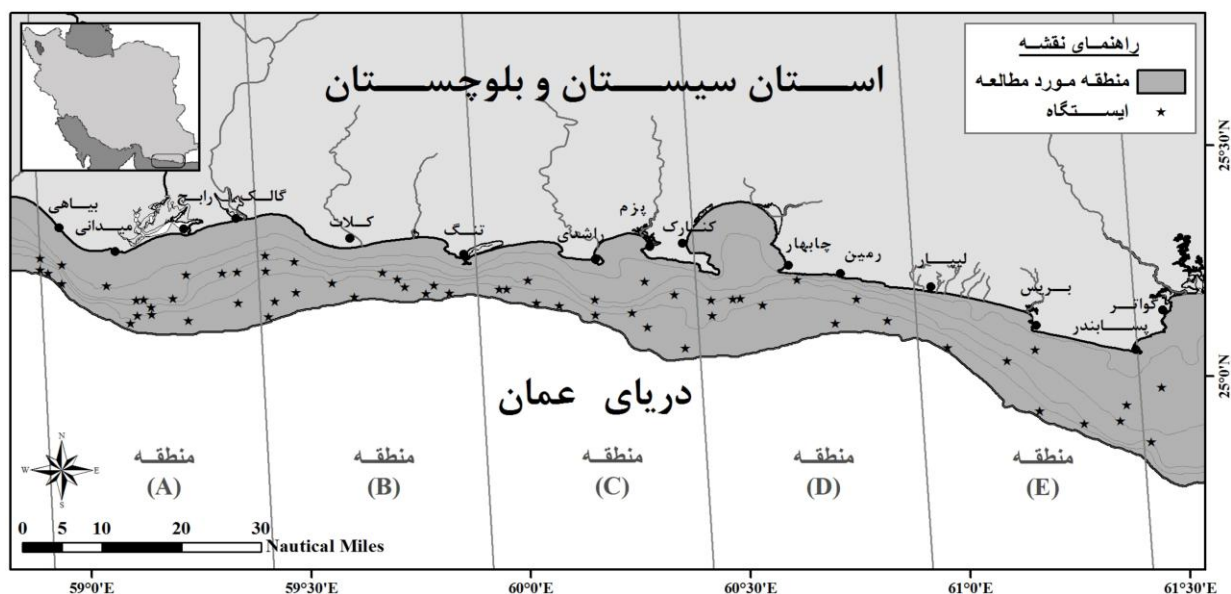 راهنمای نقشه
منطقه مورد مطالعه
ایستگاه
استان سیستان و بلوچستان
25°30'N
بیاهی
میدانی
رابچ
گالک
کلات
تنگ
راشدی
پزم
کنارک
چابهار
رمین
لیپار
بریس
پسابندر
گواتر
25°0'N
دریای عمان
N
W
E
S
منطقه
(A)
منطقه
(B)
منطقه
(C)
منطقه
(D)
منطقه
(E)
0 5 10 20 30
Nautical Miles
59°0'E 59°30'E 60°0'E 60°30'E 61°0'E 61°30'E